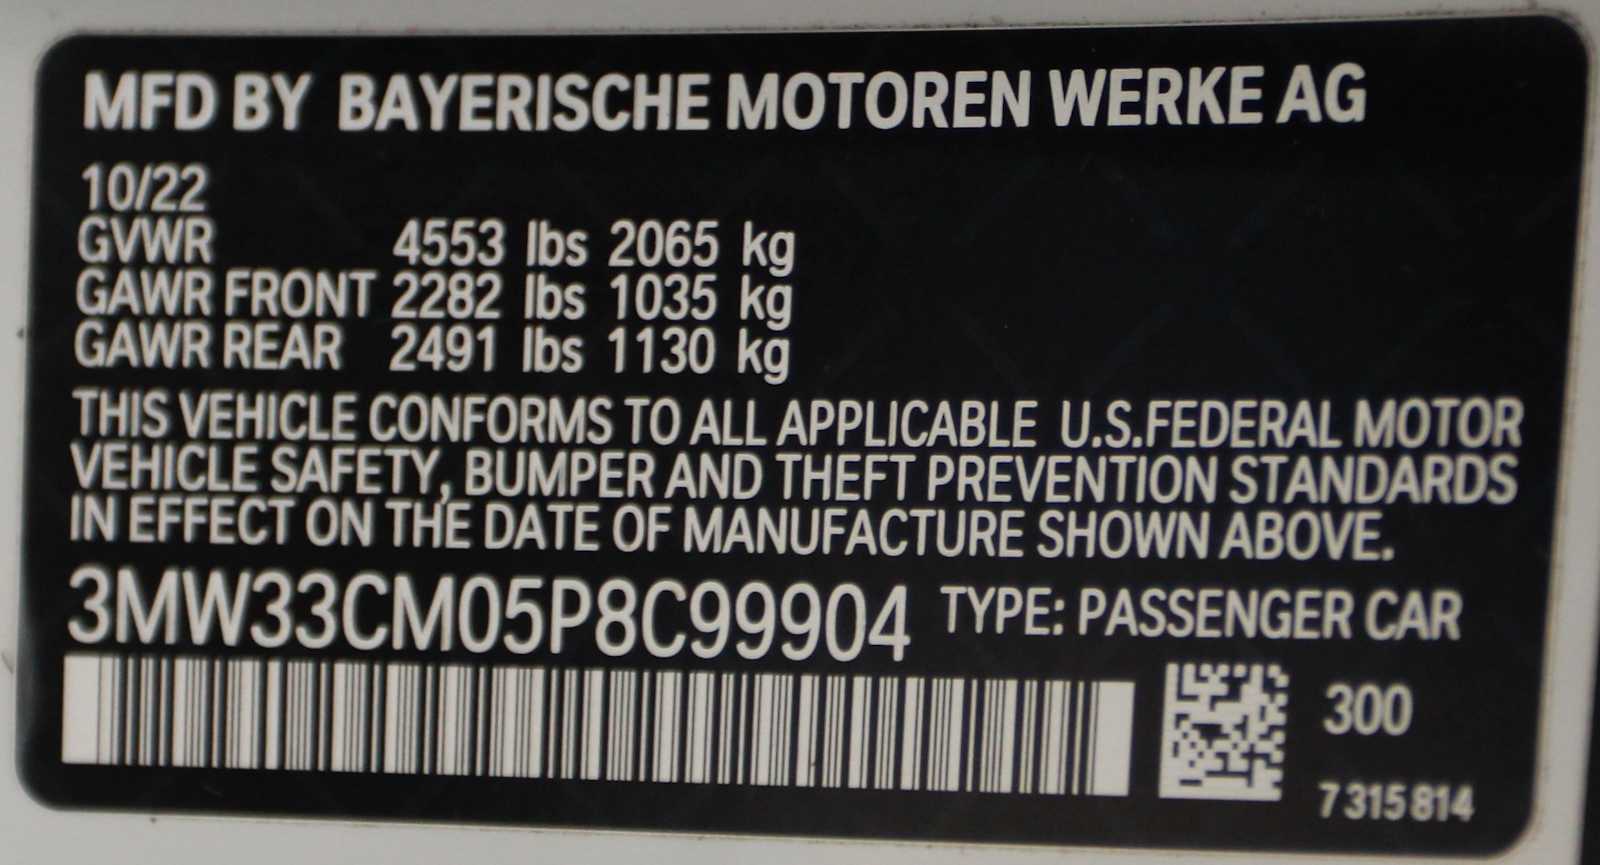 MFD BY BAYERISCHE MOTOREN WERKE AG
10/22
GVWR 4553 lbs 2065 kg
GAWR FRONT 2282 lbs 1035 kg
GAWR REAR 2491 lbs 1130 kg
THIS VEHICLE CONFORMS TO ALL APPLICABLE U.S.FEDERAL MOTOR
VEHICLE SAFETY, BUMPER AND THEFT PREVENTION STANDARDS
IN EFFECT ON THE DATE OF MANUFACTURE SHOWN ABOVE.
3MW33CM05P8C99904 TYPE: PASSENGER CAR
300
7 315 814